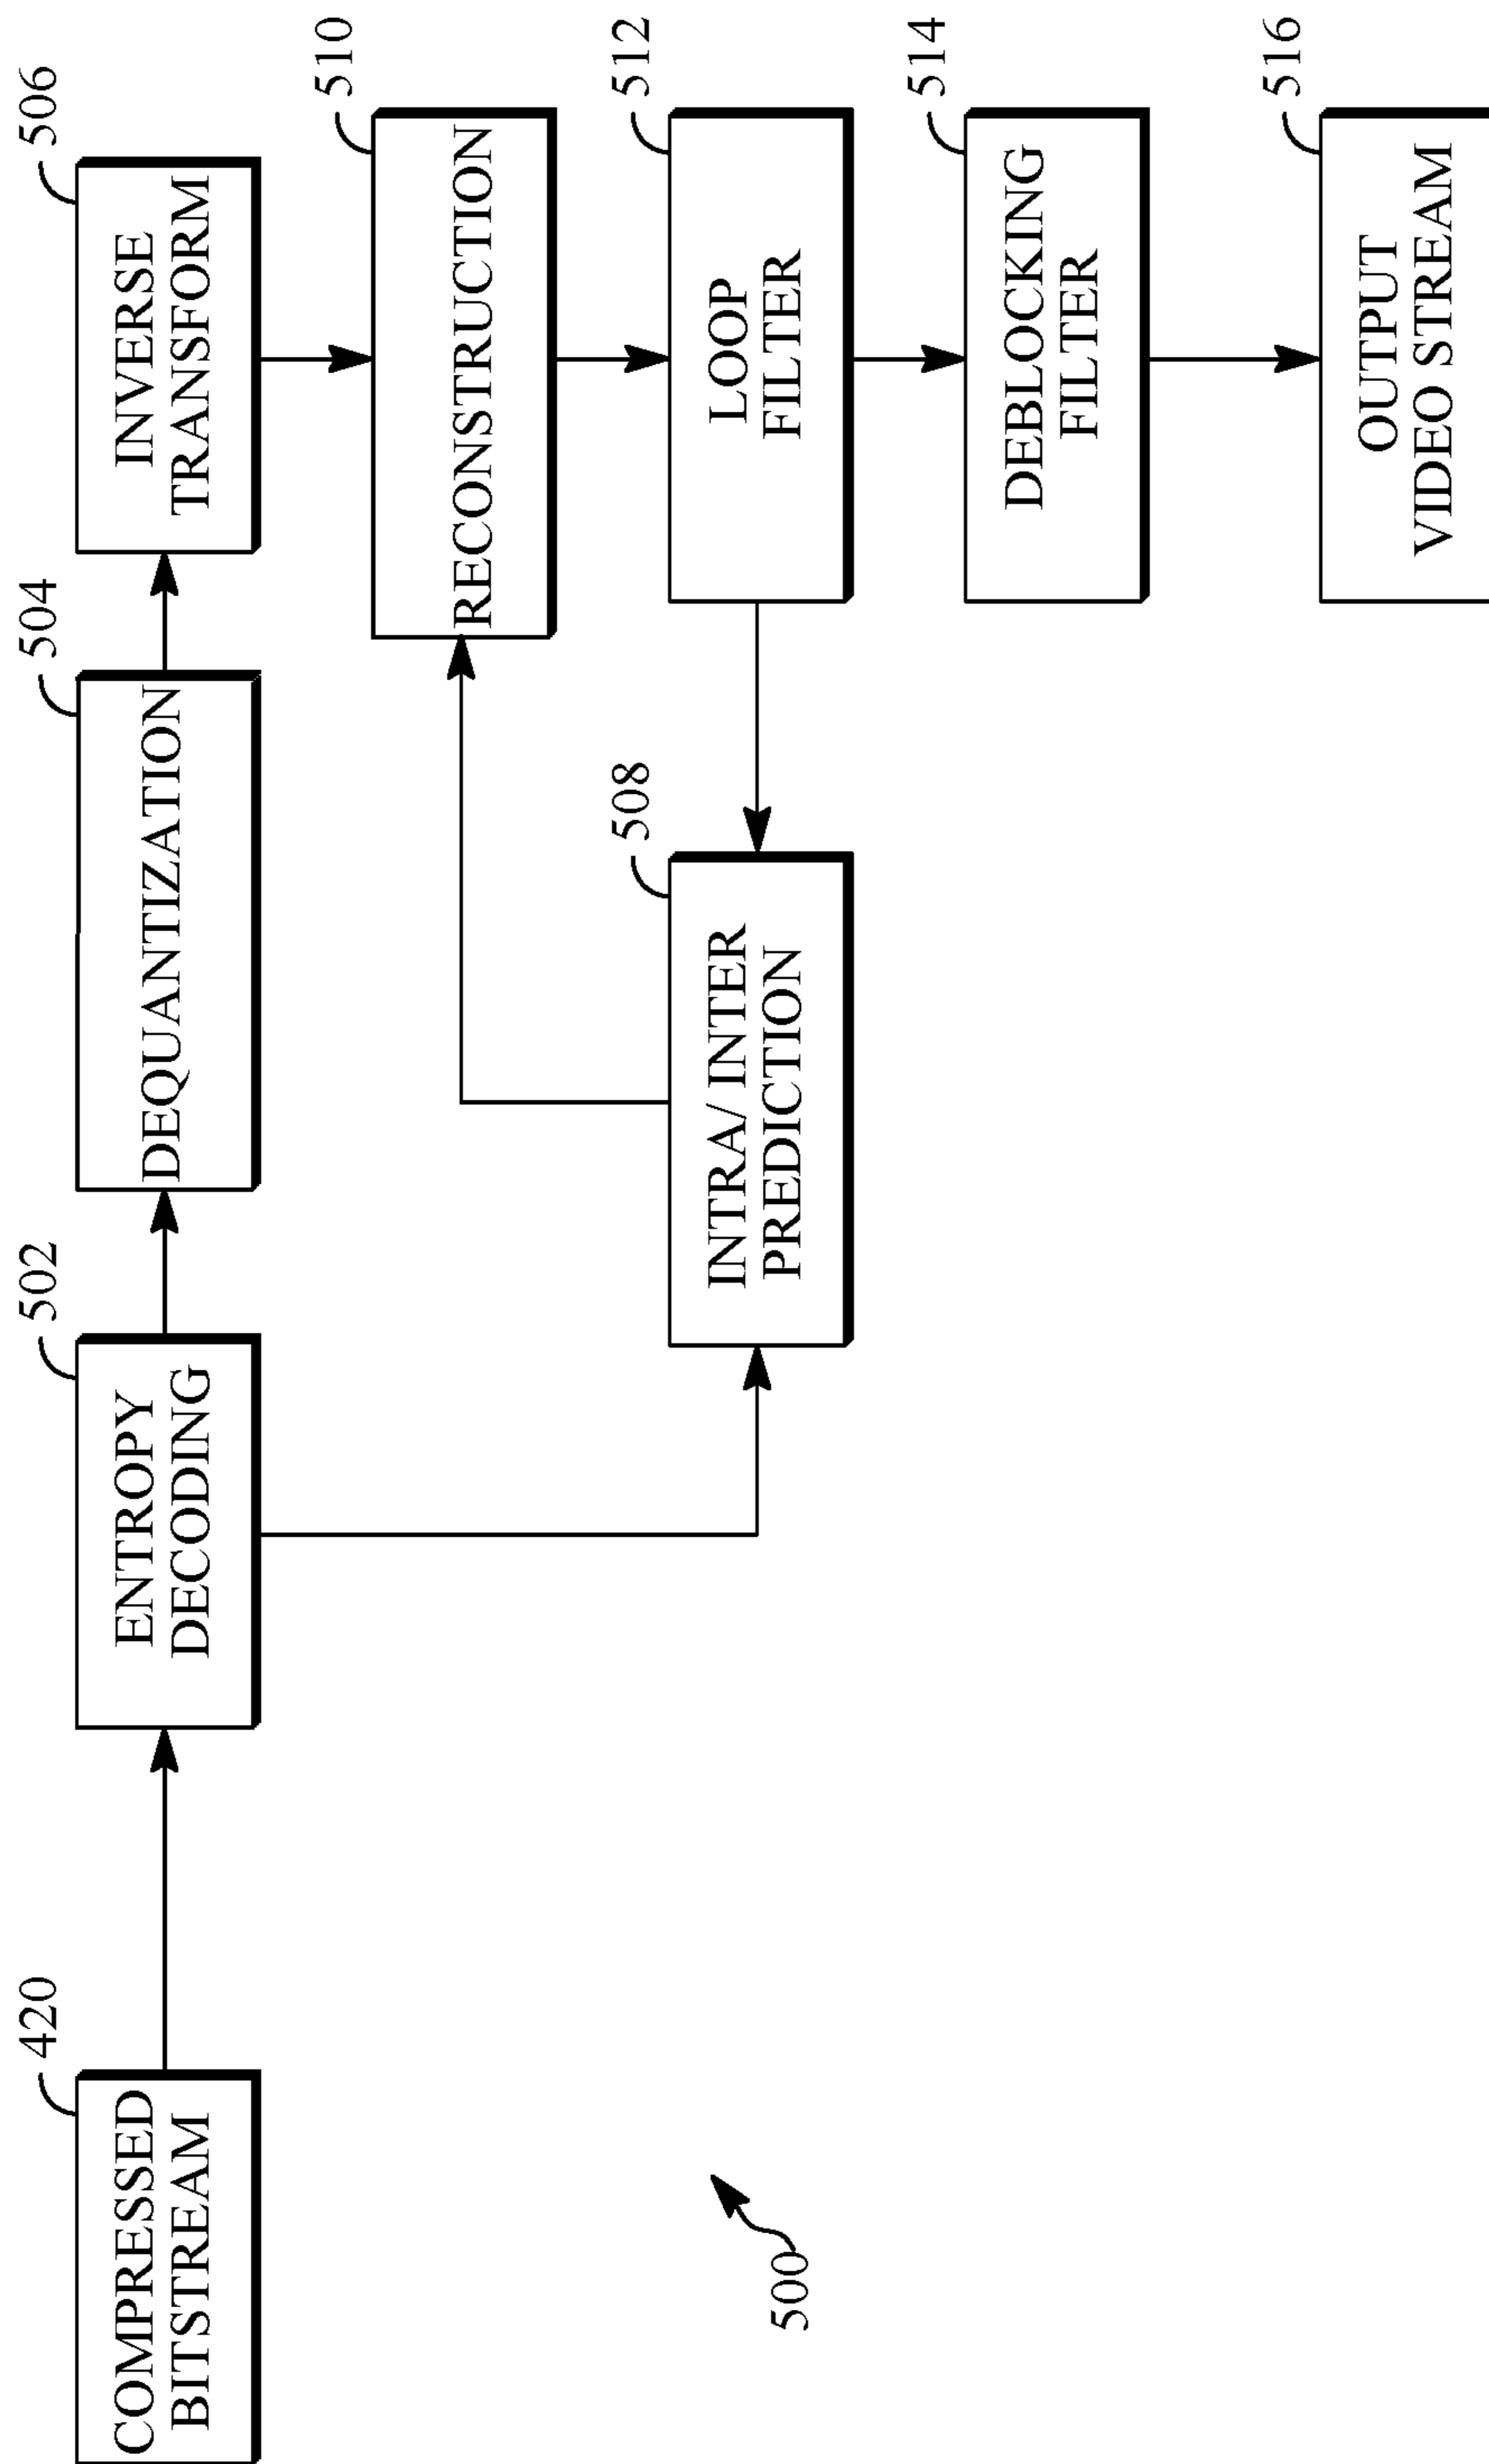 420
COMPRESSED
BITSTREAM
502
ENTROPY
DECODING
504
DEQUANTIZATION
506
INVERSE
TRANSFORM
510
RECONSTRUCTION
508
INTRA/ INTER
PREDICTION
512
LOOP
FILTER
514
DEBLOCKING
FILTER
516
OUTPUT
VIDEO STREAM
500